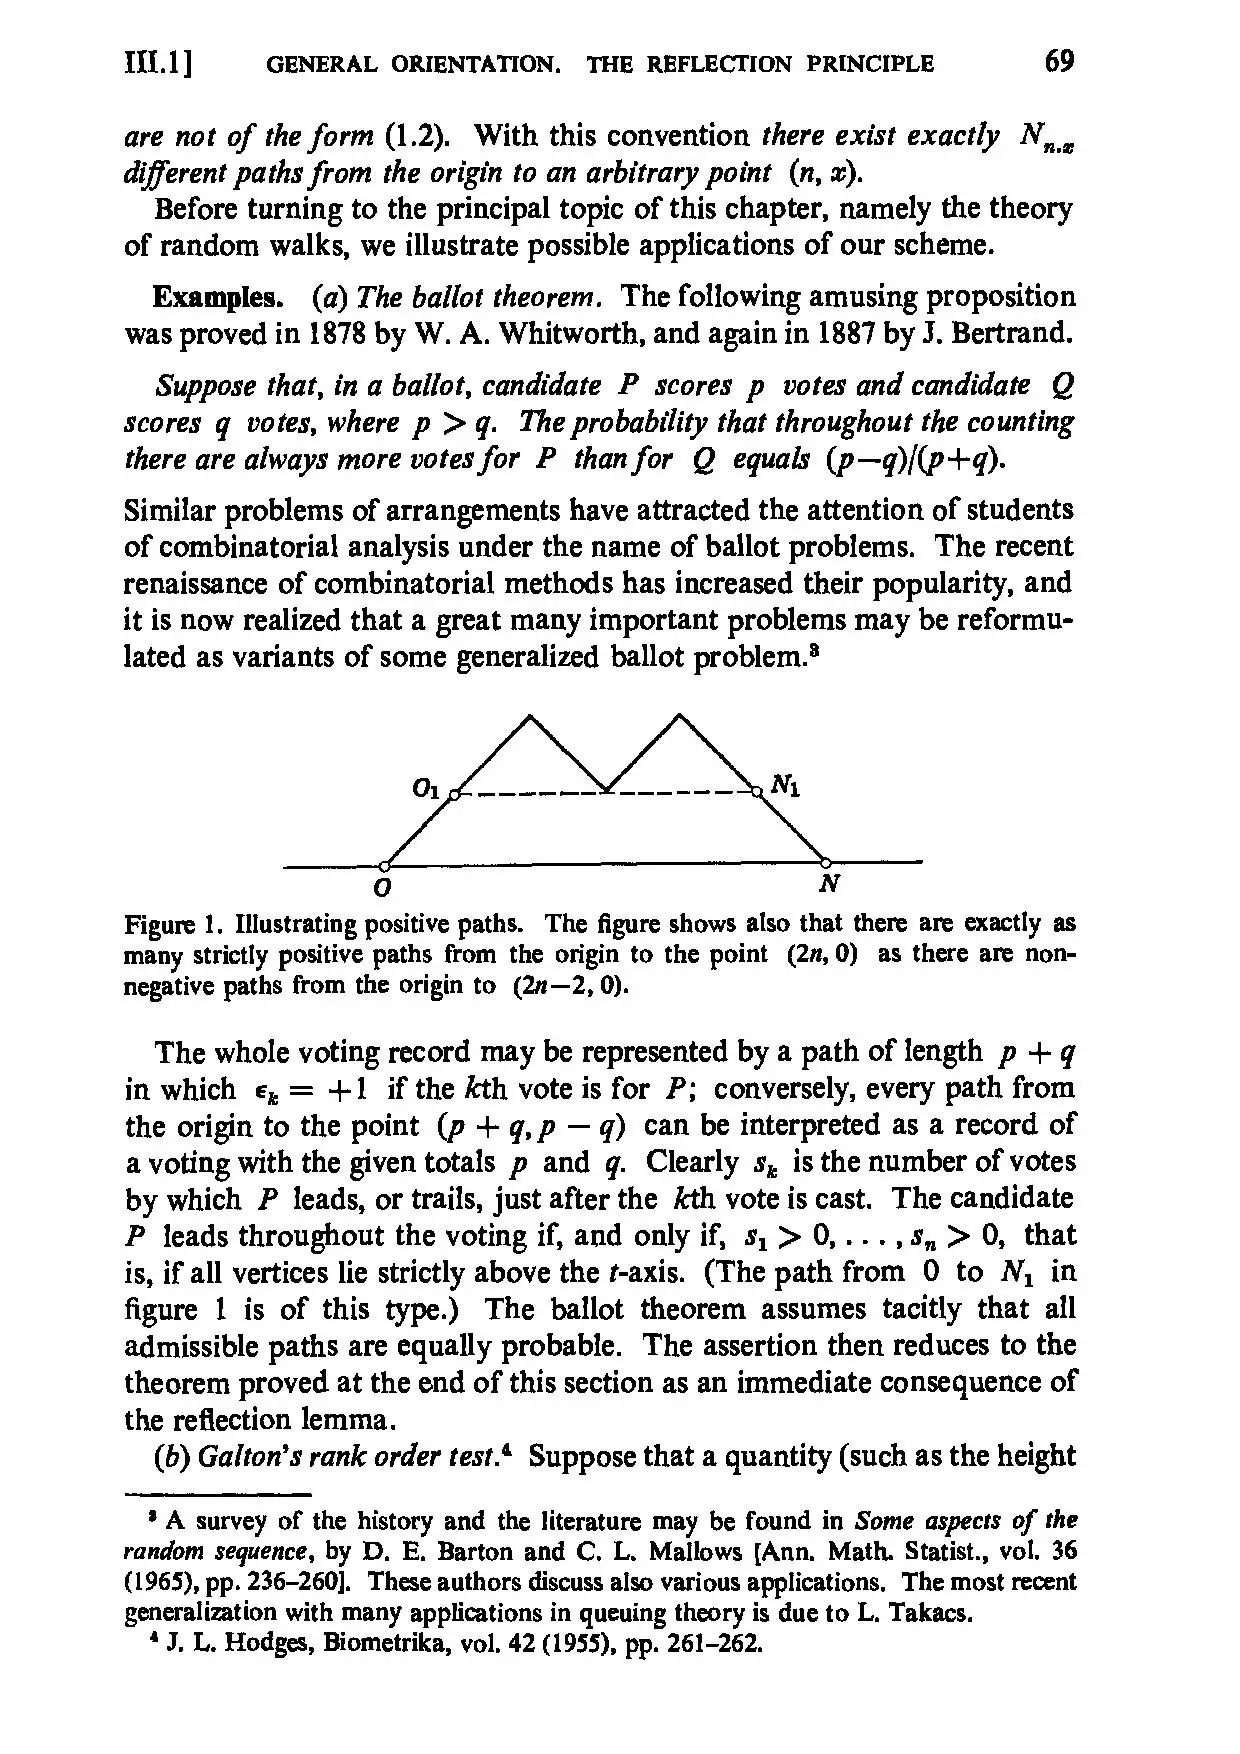 III.1] GENERAL ORIENTATION. THE REFLECTION PRINCIPLE 69
are not of the form (1.2). With this convention there exist exactly Nn,x
different paths from the origin to an arbitrary point (n, x).
Before turning to the principal topic of this chapter, namely the theory
of random walks, we illustrate possible applications of our scheme.
Examples. (a) The ballot theorem. The following amusing proposition
was proved in 1878 by W. A. Whitworth, and again in 1887 by J. Bertrand.
Suppose that, in a ballot, candidate P scores p votes and candidate Q
scores q votes, where p > q. The probability that throughout the counting
there are always more votes for P than for Q equals (p−q)/(p+q).
Similar problems of arrangements have attracted the attention of students
of combinatorial analysis under the name of ballot problems. The recent
renaissance of combinatorial methods has increased their popularity, and
it is now realized that a great many important problems may be reformu-
lated as variants of some generalized ballot problem.³
O₁ N₁
O N
Figure 1. Illustrating positive paths. The figure shows also that there are exactly as
many strictly positive paths from the origin to the point (2n, 0) as there are non-
negative paths from the origin to (2n−2, 0).
The whole voting record may be represented by a path of length p + q
in which ϵₖ = +1 if the kth vote is for P; conversely, every path from
the origin to the point (p + q, p − q) can be interpreted as a record of
a voting with the given totals p and q. Clearly sₖ is the number of votes
by which P leads, or trails, just after the kth vote is cast. The candidate
P leads throughout the voting if, and only if, s₁ > 0, . . . , sₙ > 0, that
is, if all vertices lie strictly above the t-axis. (The path from 0 to N₁ in
figure 1 is of this type.) The ballot theorem assumes tacitly that all
admissible paths are equally probable. The assertion then reduces to the
theorem proved at the end of this section as an immediate consequence of
the reflection lemma.
(b) Galton's rank order test.⁴ Suppose that a quantity (such as the height
³ A survey of the history and the literature may be found in Some aspects of the
random sequence, by D. E. Barton and C. L. Mallows [Ann. Math. Statist., vol. 36
(1965), pp. 236–260]. These authors discuss also various applications. The most recent
generalization with many applications in queuing theory is due to L. Takacs.
⁴ J. L. Hodges, Biometrika, vol. 42 (1955), pp. 261–262.